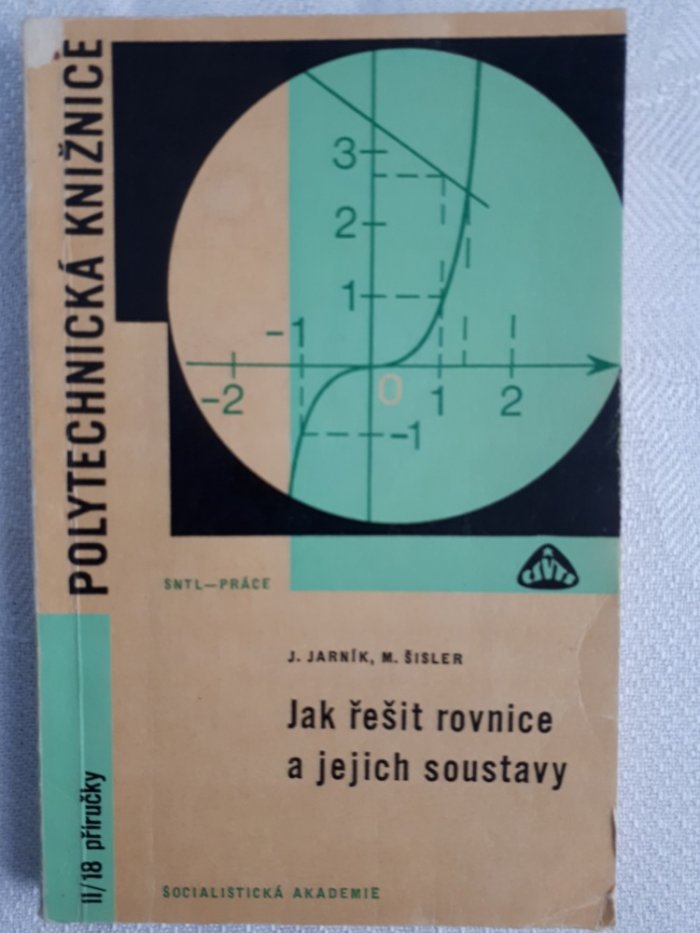 POLYTECHNICKÁ KNIŽNICE
3
2
1
-1
-2
0
1
2
-1
SNTL—PRÁCE
J. JARNÍK, M. ŠISLER
Jak řešit rovnice
a jejich soustavy
II/18 příručky
SOCIALISTICKÁ AKADEMIE